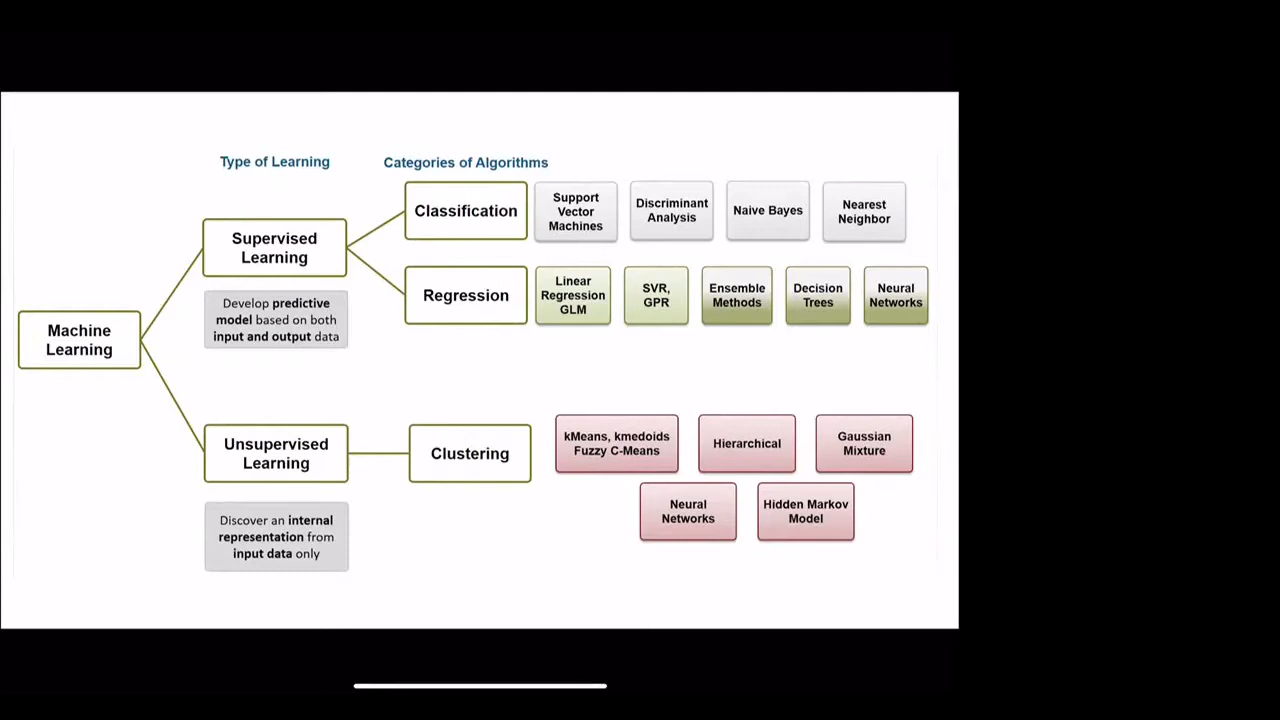 Type of Learning
Categories of Algorithms
Machine
Learning
Supervised
Learning
Develop predictive
model based on both
input and output data
Classification
Support
Vector
Machines
Discriminant
Analysis
Naive Bayes
Nearest
Neighbor
Regression
Linear
Regression
GLM
SVR,
GPR
Ensemble
Methods
Decision
Trees
Neural
Networks
Unsupervised
Learning
Discover an internal
representation from
input data only
Clustering
kMeans, kmedoids
Fuzzy C-Means
Hierarchical
Gaussian
Mixture
Neural
Networks
Hidden Markov
Model